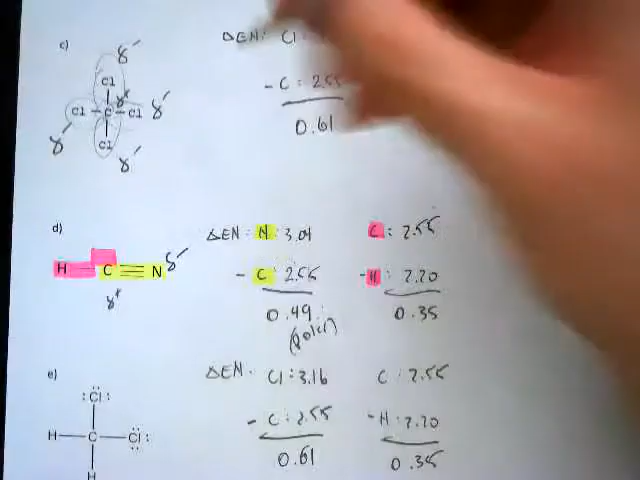 c)
δ-
ΔEN: Cl:
Cl
- C: 2.55
δ+
Cl - C - Cl
δ-
0.61
δ-
Cl
δ-
d)
ΔEN: N: 3.04 C: 2.55
H - C ≡ N δ-
- C: 2.55 - H: 2.20
δ+
0.49 0.35
(polar)
e)
ΔEN: Cl: 3.16 C: 2.55
:Cl:
- C: 2.55 - H: 2.20
H - C - Cl:
0.61 0.35
H